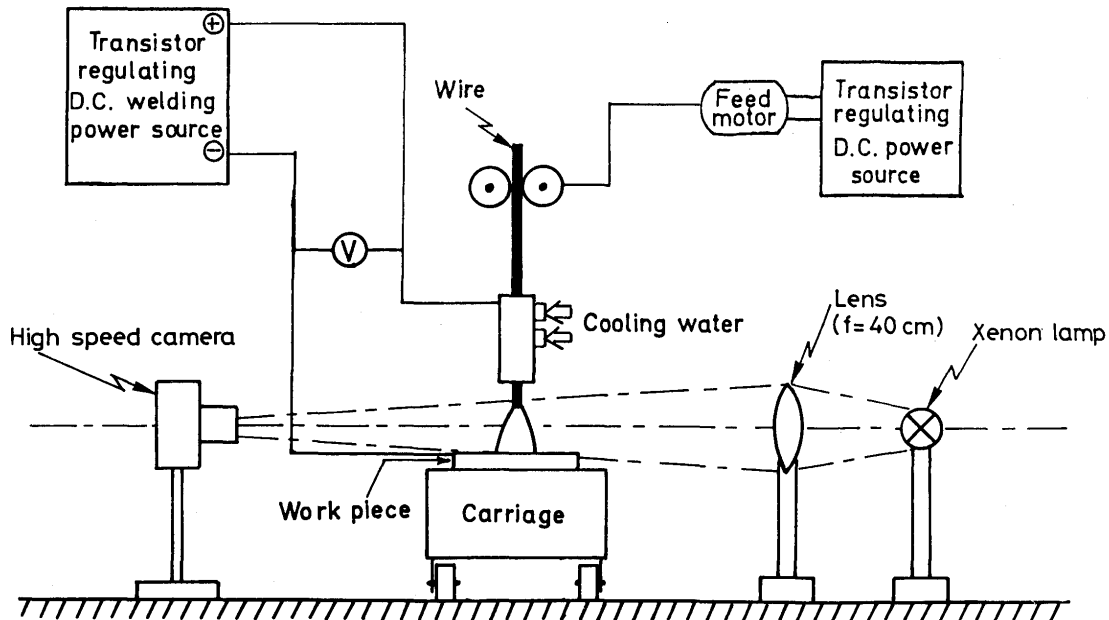 Transistor
regulating
D.C. welding
power source
+
−
V
Wire
Feed
motor
Transistor
regulating
D.C. power
source
Cooling water
Lens
(f=40 cm)
Xenon lamp
High speed camera
Work piece
Carriage